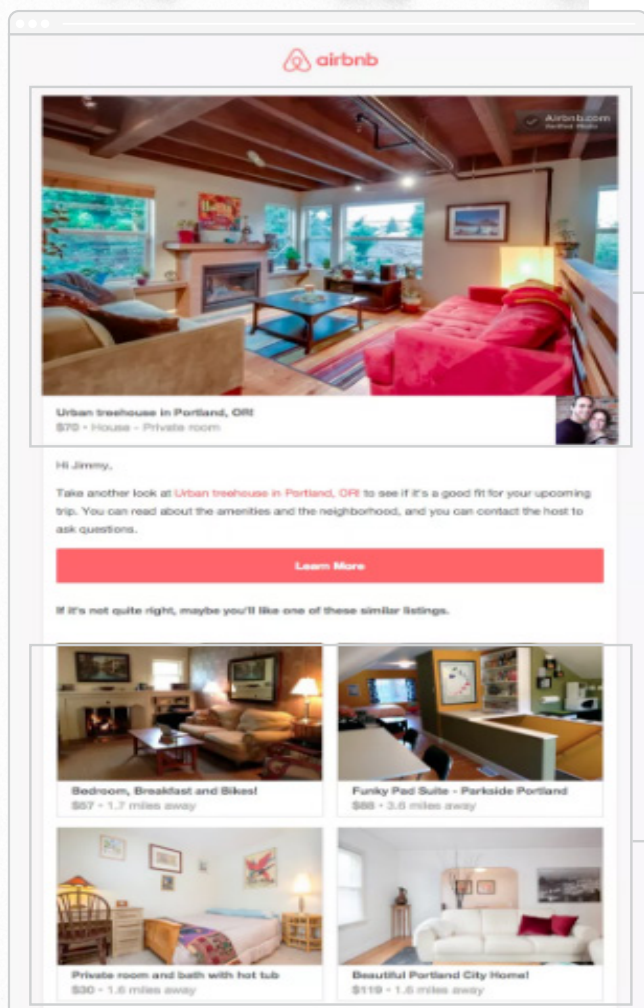 airbnb
Airbnb.com
Verified Photo
Urban treehouse in Portland, OR!
$70 • House - Private room
Hi Jimmy,
Take another look at Urban treehouse in Portland, OR! to see if it's a good fit for your upcoming
trip. You can read about the amenities and the neighborhood, and you can contact the host to
ask questions.
Learn More
If it's not quite right, maybe you'll like one of these similar listings.
Bedroom, Breakfast and Bikes!
$57 • 1.7 miles away
Funky Pad Suite - Parkside Portland
• 3.6 miles away
Private room and bath with hot tub
$30 • 1.6 miles away
Beautiful Portland City Home!
$119 • 1.6 miles away